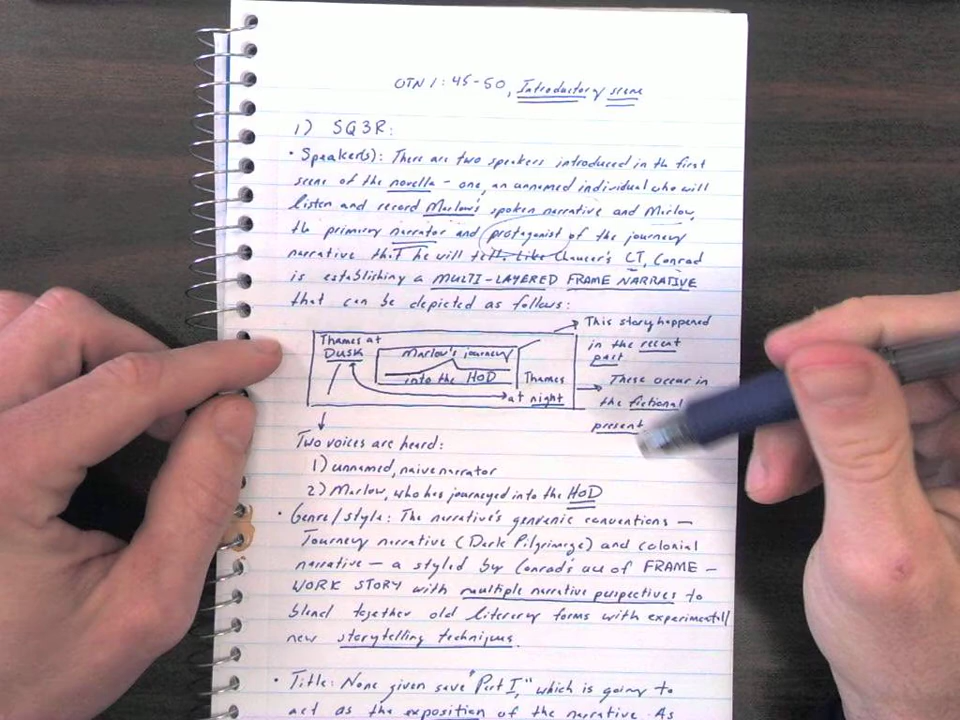 OTN 1: 45-50, Introductory scene
1) SQ3R:
• Speaker(s): There are two speakers introduced in th first
scene of the novella - one, an unnamed individual who will
listen and record Marlow's spoken narrative and Marlow,
th primary narrator and protagonist of the journey
narrative that he will tell. Like Chaucer's CT, Conrad
is establishing a MULTI-LAYERED FRAME NARRATIVE
that can be depicted as follows:
This story happened
in the recent
past
Thames at
Dusk
Marlow's journey
into the HoD
Thames
at night
These occur in
the fictional
present
Two voices are heard:
1) unnamed, naive narrator
2) Marlow, who has journeyed into the HoD
• Genre/style: The narrative's generic conventions -
Journey narrative (Dark Pilgrimage) and colonial
narrative - a styled by Conrad's use of FRAME-
WORK STORY with multiple narrative perspectives to
blend together old literary forms with experimental/
new storytelling techniques.
• Title: None given save "Part I," which is going to
act as the exposition of the narrative. As